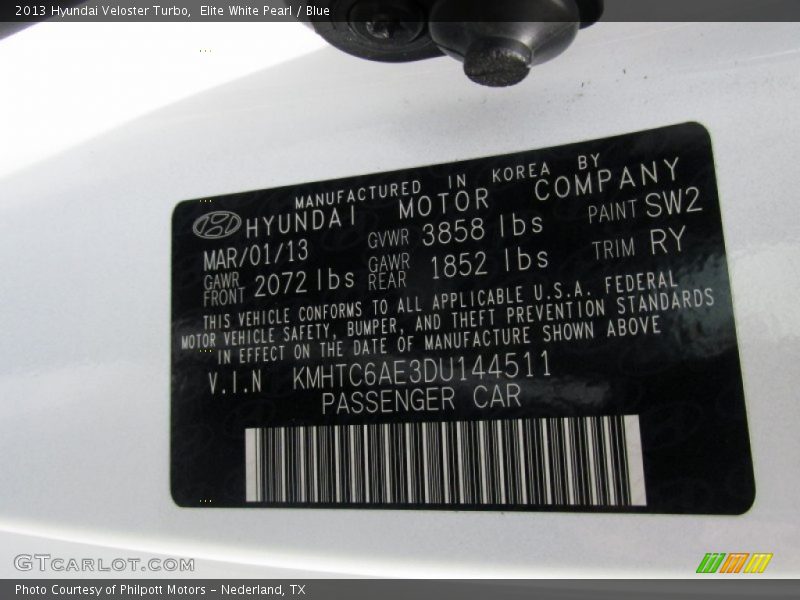 2013 Hyundai Veloster Turbo,  Elite White Pearl / Blue
MANUFACTURED IN KOREA BY
HYUNDAI MOTOR COMPANY
MAR/01/13 GVWR 3858 lbs PAINT SW2
GAWR FRONT 2072 lbs GAWR REAR 1852 lbs TRIM RY
THIS VEHICLE CONFORMS TO ALL APPLICABLE U.S.A. FEDERAL
MOTOR VEHICLE SAFETY, BUMPER, AND THEFT PREVENTION STANDARDS
IN EFFECT ON THE DATE OF MANUFACTURE SHOWN ABOVE
V.I.N KMHTC6AE3DU144511
PASSENGER CAR
GTcarlot.com
Photo Courtesy of Philpott Motors - Nederland, TX